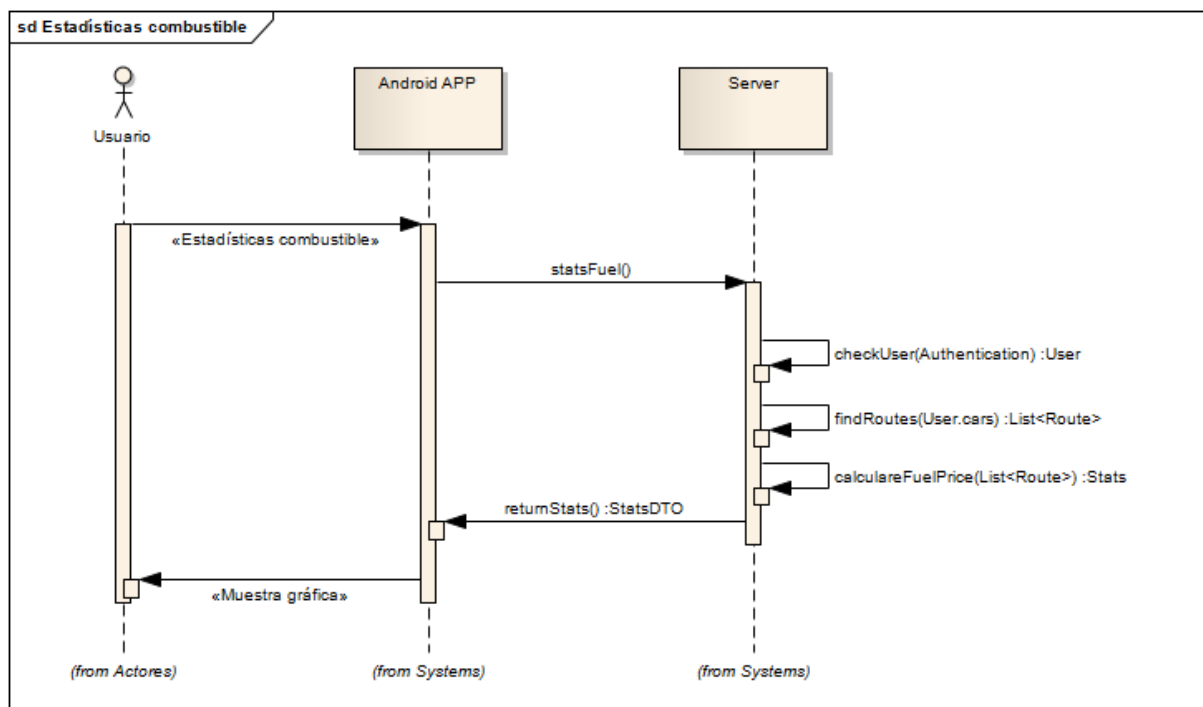 sd Estadísticas combustible
Usuario
Android APP
Server
«Estadísticas combustible»
statsFuel()
checkUser(Authentication) :User
findRoutes(User.cars) :List<Route>
calculareFuelPrice(List<Route>) :Stats
returnStats() :StatsDTO
«Muestra gráfica»
(from Actores)
(from Systems)
(from Systems)